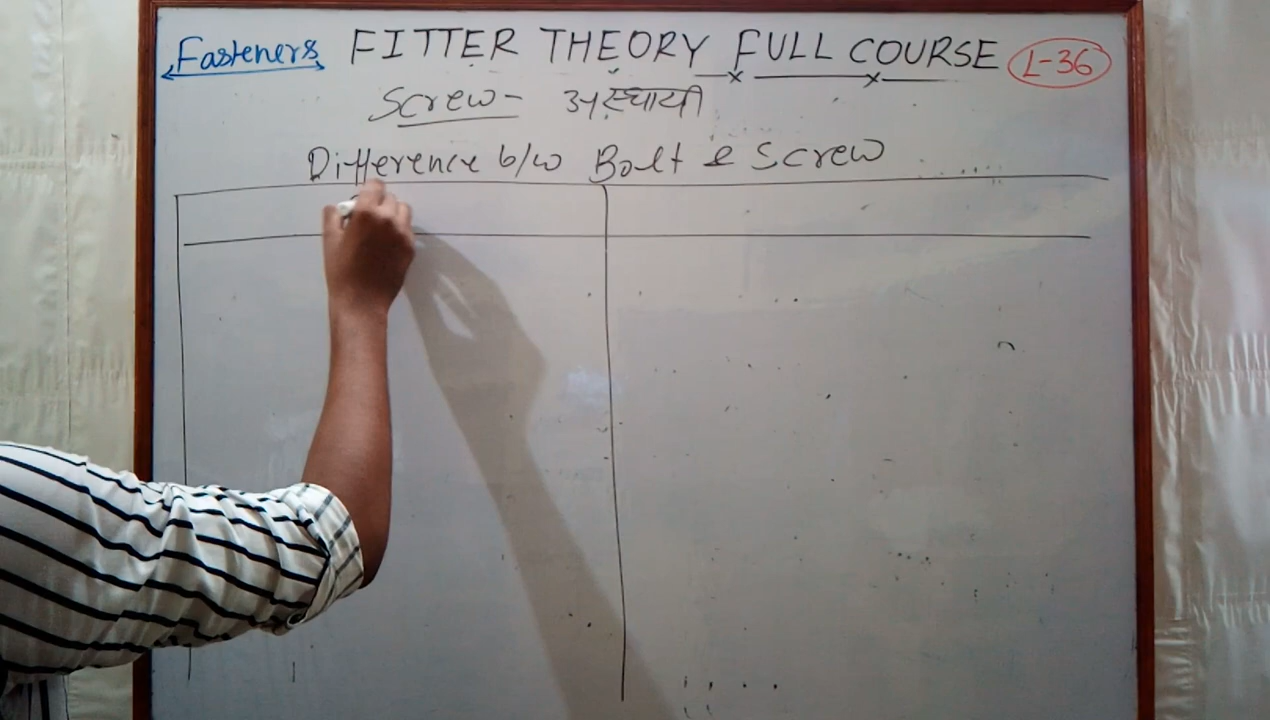 Fasteners FITTER THEORY FULL COURSE L-36
Screw - अस्थायी
Difference b/w Bolt & Screw